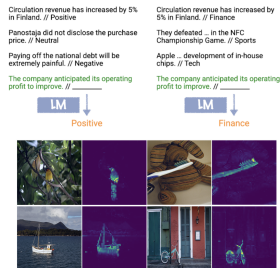 Circulation revenue has increased by 5%
in Finland. // Positive
Panostaja did not disclose the purchase
price. // Neutral
Paying off the national debt will be
extremely painful. // Negative
The company anticipated its operating
profit to improve. // ________
LM
Positive
Circulation revenue has increased by
5% in Finland. // Finance
They defeated ... in the NFC
Championship Game. // Sports
Apple ... development of in-house
chips. // Tech
The company anticipated its operating
profit to improve. // ________
LM
Finance